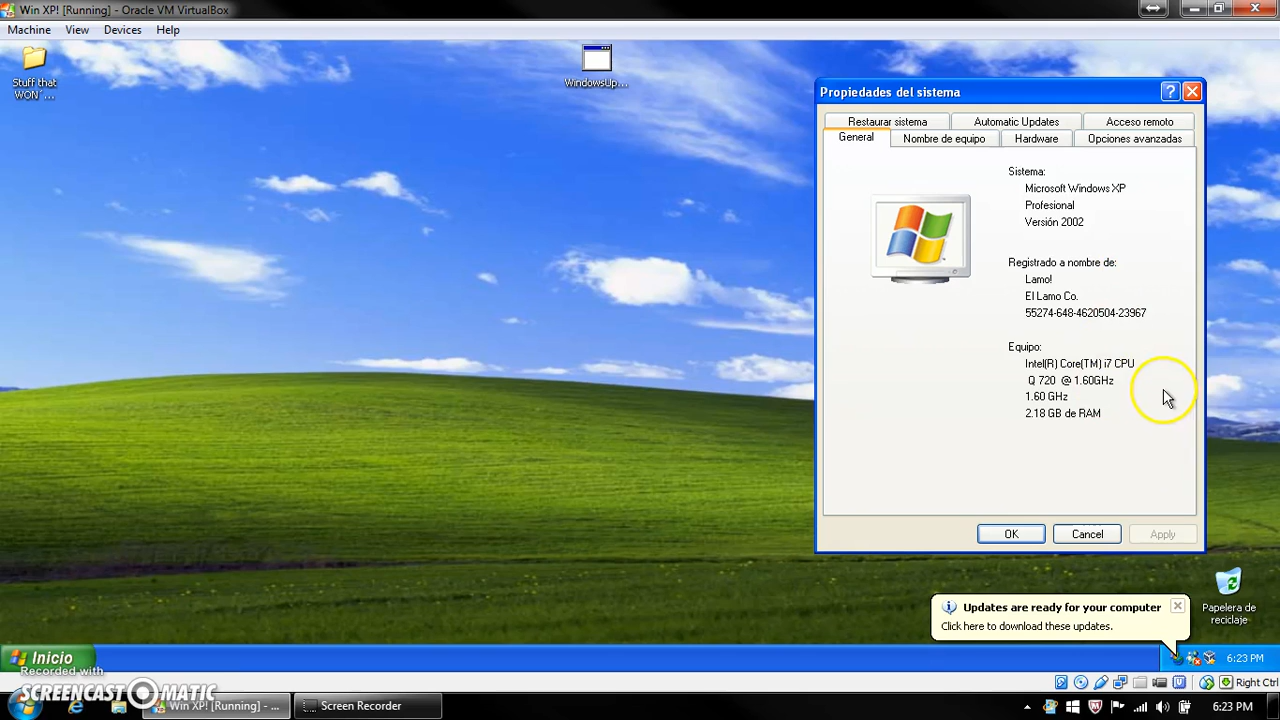 Win XP! [Running] - Oracle VM VirtualBox
Machine View Devices Help
Stuff that
WON´...
WindowsUp...
Propiedades del sistema
Restaurar sistema Automatic Updates Acceso remoto
General Nombre de equipo Hardware Opciones avanzadas
Sistema:
Microsoft Windows XP
Profesional
Versión 2002
Registrado a nombre de:
Lamo!
El Lamo Co.
55274-648-4620504-23967
Equipo:
Intel(R) Core(TM) i7 CPU
Q 720 @ 1.60GHz
1.60 GHz
2.18 GB de RAM
OK Cancel Apply
Updates are ready for your computer
Click here to download these updates.
Papelera de
reciclaje
Inicio 6:23 PM
Recorded with
SCREENCAST-O-MATIC
Right Ctrl
Win XP! [Running] - ... Screen Recorder 6:23 PM